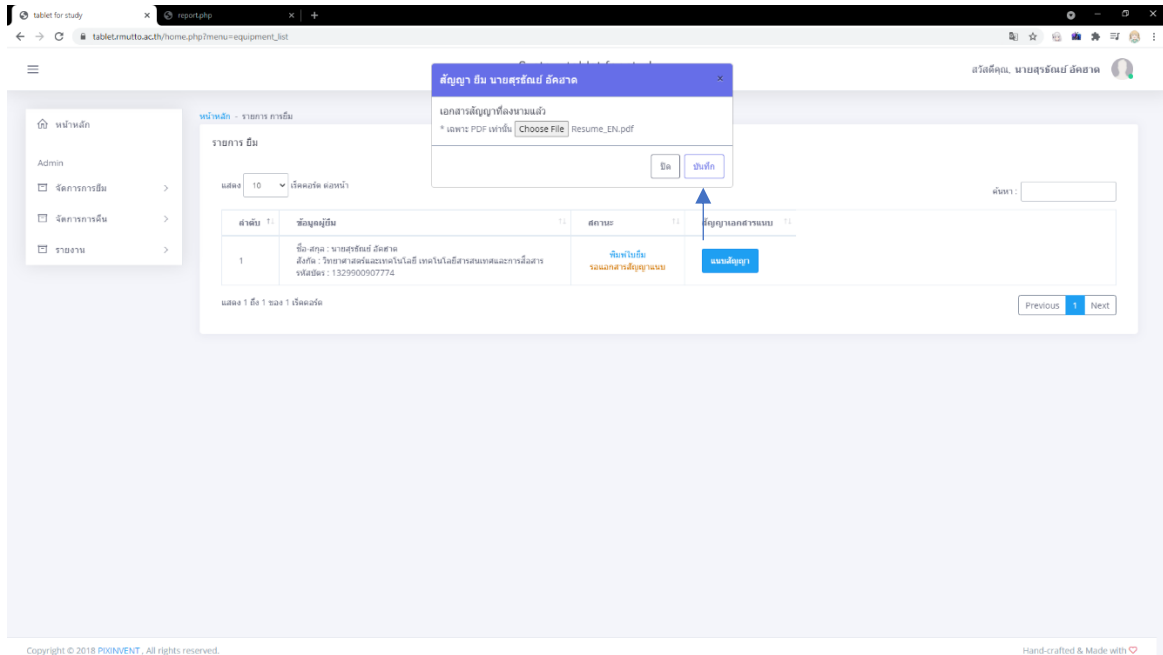 tablet for study
report.php
tablet.rmutto.ac.th/home.php?menu=equipment_list
สวัสดีคุณ, นายสุรธัณย์ อัคฮาด
สัญญา ยืม นายสุรธัณย์ อัคฮาด
เอกสารสัญญาที่ลงนามแล้ว
* เฉพาะ PDF เท่านั้น Choose File Resume_EN.pdf
ปิด บันทึก
หน้าหลัก
Admin
จัดการการยืม
จัดการการคืน
รายงาน
หน้าหลัก - รายการ การยืม
รายการ ยืม
แสดง 10 เร็คคอร์ด ต่อหน้า
ค้นหา :
ลำดับ ข้อมูลผู้ยืม สถานะ สัญญาเอกสารแนบ
1
ชื่อ-สกุล : นายสุรธัณย์ อัคฮาด
สังกัด : วิทยาศาสตร์และเทคโนโลยี เทคโนโลยีสารสนเทศและการสื่อสาร
รหัสบัตร : 1329900907774
พิมพ์ใบยืม
รอเอกสารสัญญาแนบ
แนบสัญญา
แสดง 1 ถึง 1 ของ 1 เร็คคอร์ด
Previous 1 Next
Copyright © 2018 PIXINVENT , All rights reserved.
Hand-crafted & Made with